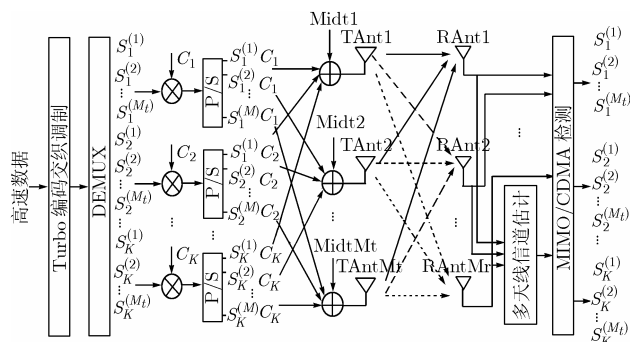 高速数据
Turbo 编码交织调制
DEMUX
S_1^{(1)}
S_1^{(2)}
⋮
S_1^{(M_t)}
S_2^{(1)}
S_2^{(2)}
⋮
S_2^{(M_t)}
S_K^{(1)}
S_K^{(2)}
⋮
S_K^{(M_t)}
C_1
C_2
...
C_K
P/S
P/S
...
P/S
S_1^{(1)}C_1
S_1^{(2)}C_1
⋮
S_1^{(M)}C_1
S_1^{(1)}C_2
S_2^{(2)}C_2
⋮
S_2^{(M)}C_2
...
S_K^{(1)}C_K
S_K^{(2)}C_K
⋮
S_K^{(M)}C_K
Midt1
Midt2
MidtMt
TAnt1
TAnt2
TAntMt
RAnt1
RAnt2
...
RAntMr
...
多天线信道估计
MIMO/CDMA 检测
S_1^{(1)}
S_1^{(2)}
⋮
S_1^{(M_t)}
S_2^{(1)}
S_2^{(2)}
⋮
S_2^{(M_t)}
S_K^{(1)}
S_K^{(2)}
⋮
S_K^{(M_t)}